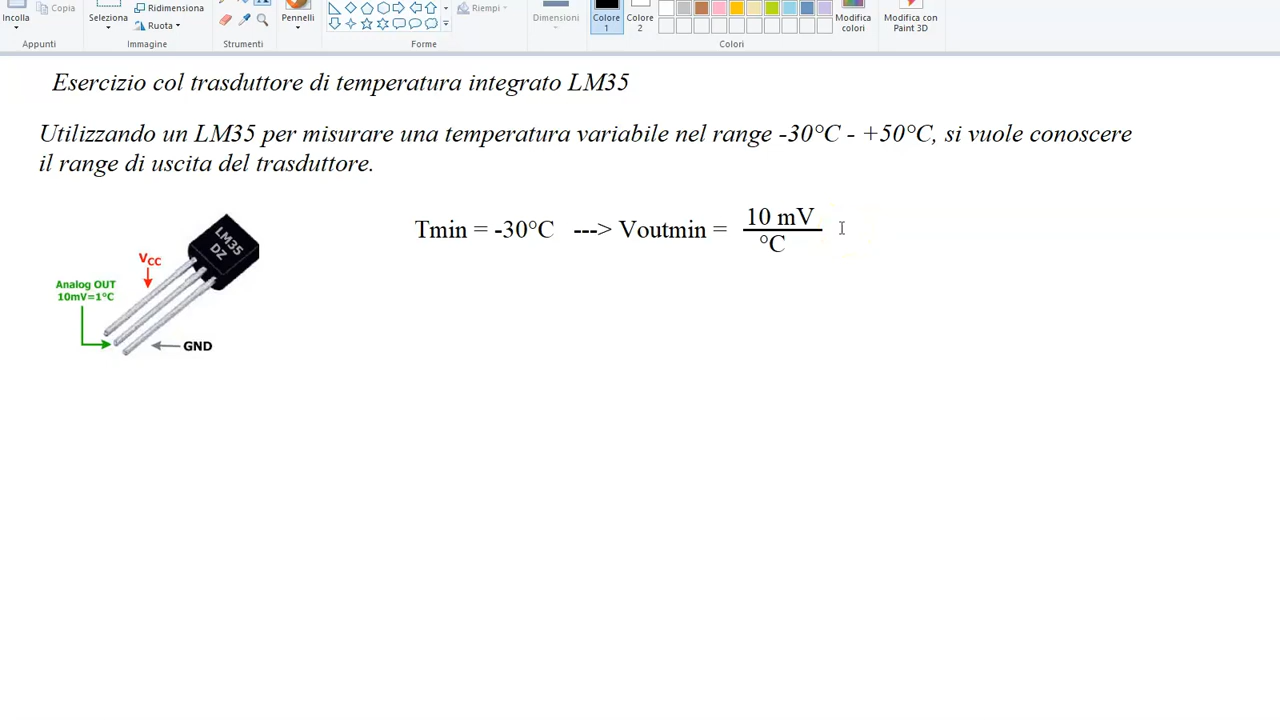 Incolla
Copia
Appunti
Selezione
Ridimensiona
Ruota
Immagine
Strumenti
Pennelli
Forme
Riempi
Dimensioni
Colore 1
Colore 2
Colori
Modifica colori
Modifica con Paint 3D
Esercizio col trasduttore di temperatura integrato LM35
Utilizzando un LM35 per misurare una temperatura variabile nel range -30°C - +50°C, si vuole conoscere
il range di uscita del trasduttore.
Tmin = -30°C ---> Voutmin = 10 mV
°C
LM35
DZ
VCC
Analog OUT
10mV=1°C
GND